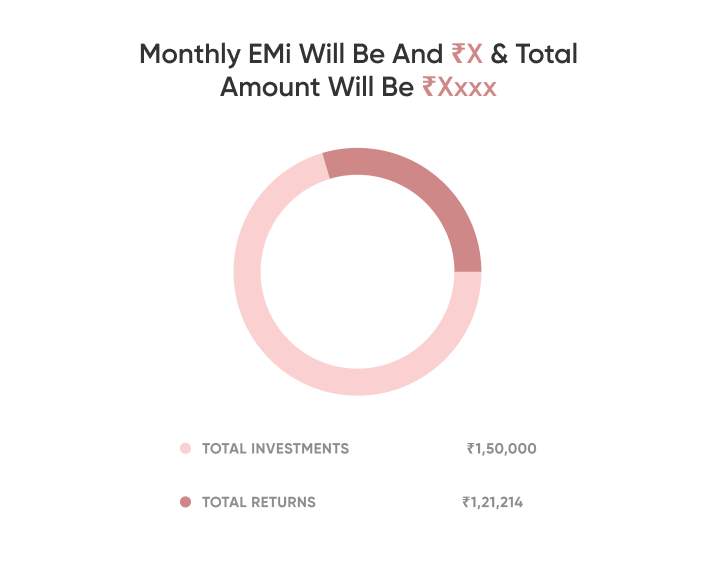 Monthly EMi Will Be And ₹X & Total
Amount Will Be ₹Xxxx
TOTAL INVESTMENTS ₹1,50,000
TOTAL RETURNS ₹1,21,214